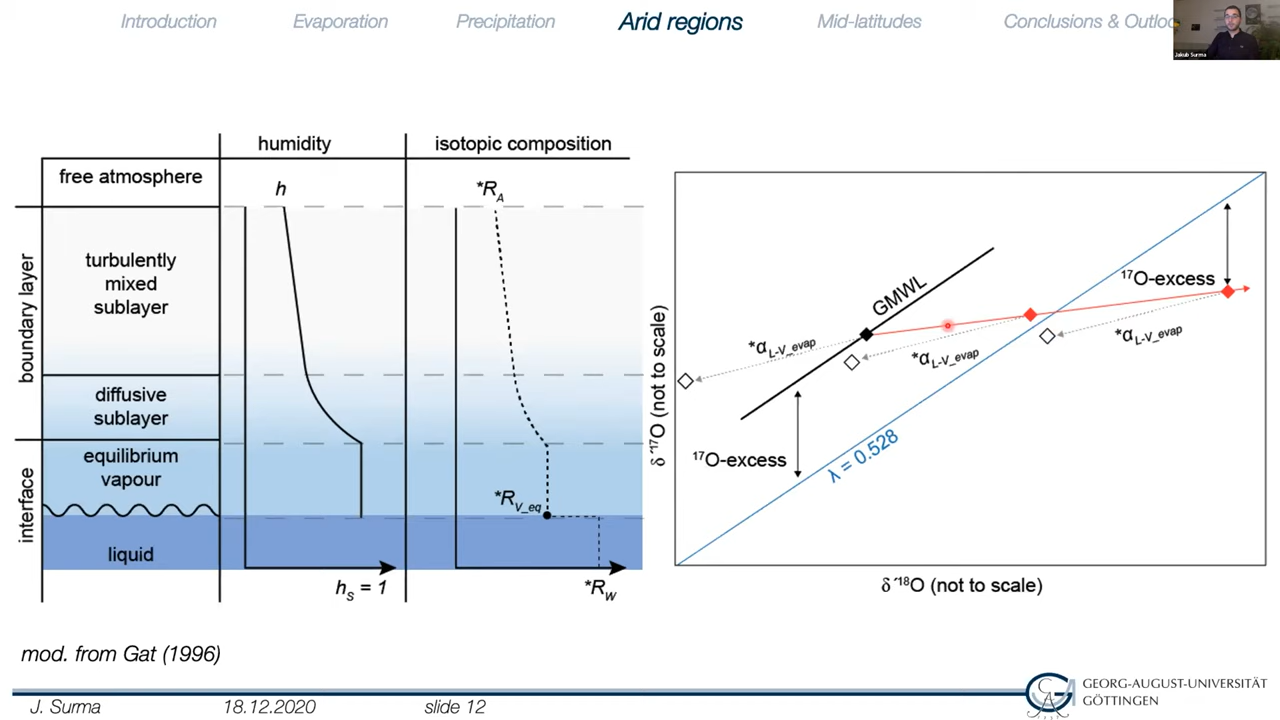 Introduction
Evaporation
Precipitation
Arid regions
Mid-latitudes
Conclusions & Outloo
Jakub Surma
humidity
isotopic composition
free atmosphere
h
*R_A
boundary layer
turbulently
mixed
sublayer
diffusive
sublayer
interface
equilibrium
vapour
*R_V_eq
liquid
h_S = 1
*R_W
mod. from Gat (1996)
δ´¹⁷O (not to scale)
GMWL
¹⁷O-excess
*α_L-V_evap
*α_L-V_evap
*α_L-V_evap
¹⁷O-excess
λ = 0.528
δ´¹⁸O (not to scale)
J. Surma
18.12.2020
slide 12
GEORG-AUGUST-UNIVERSITÄT
GÖTTINGEN